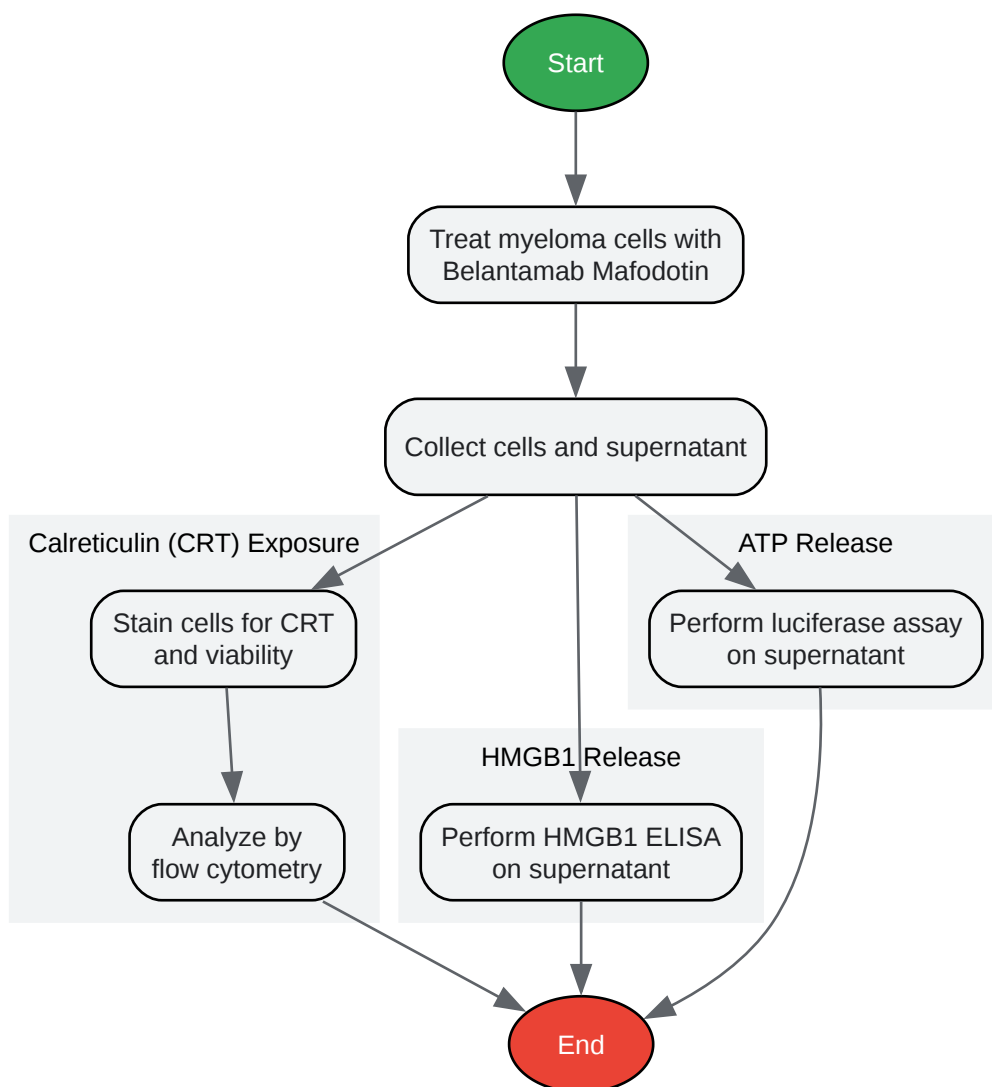 Start
Treat myeloma cells with
Belantamab Mafodotin
Collect cells and supernatant
Calreticulin (CRT) Exposure
Stain cells for CRT
and viability
Analyze by
flow cytometry
HMGB1 Release
Perform HMGB1 ELISA
on supernatant
ATP Release
Perform luciferase assay
on supernatant
End